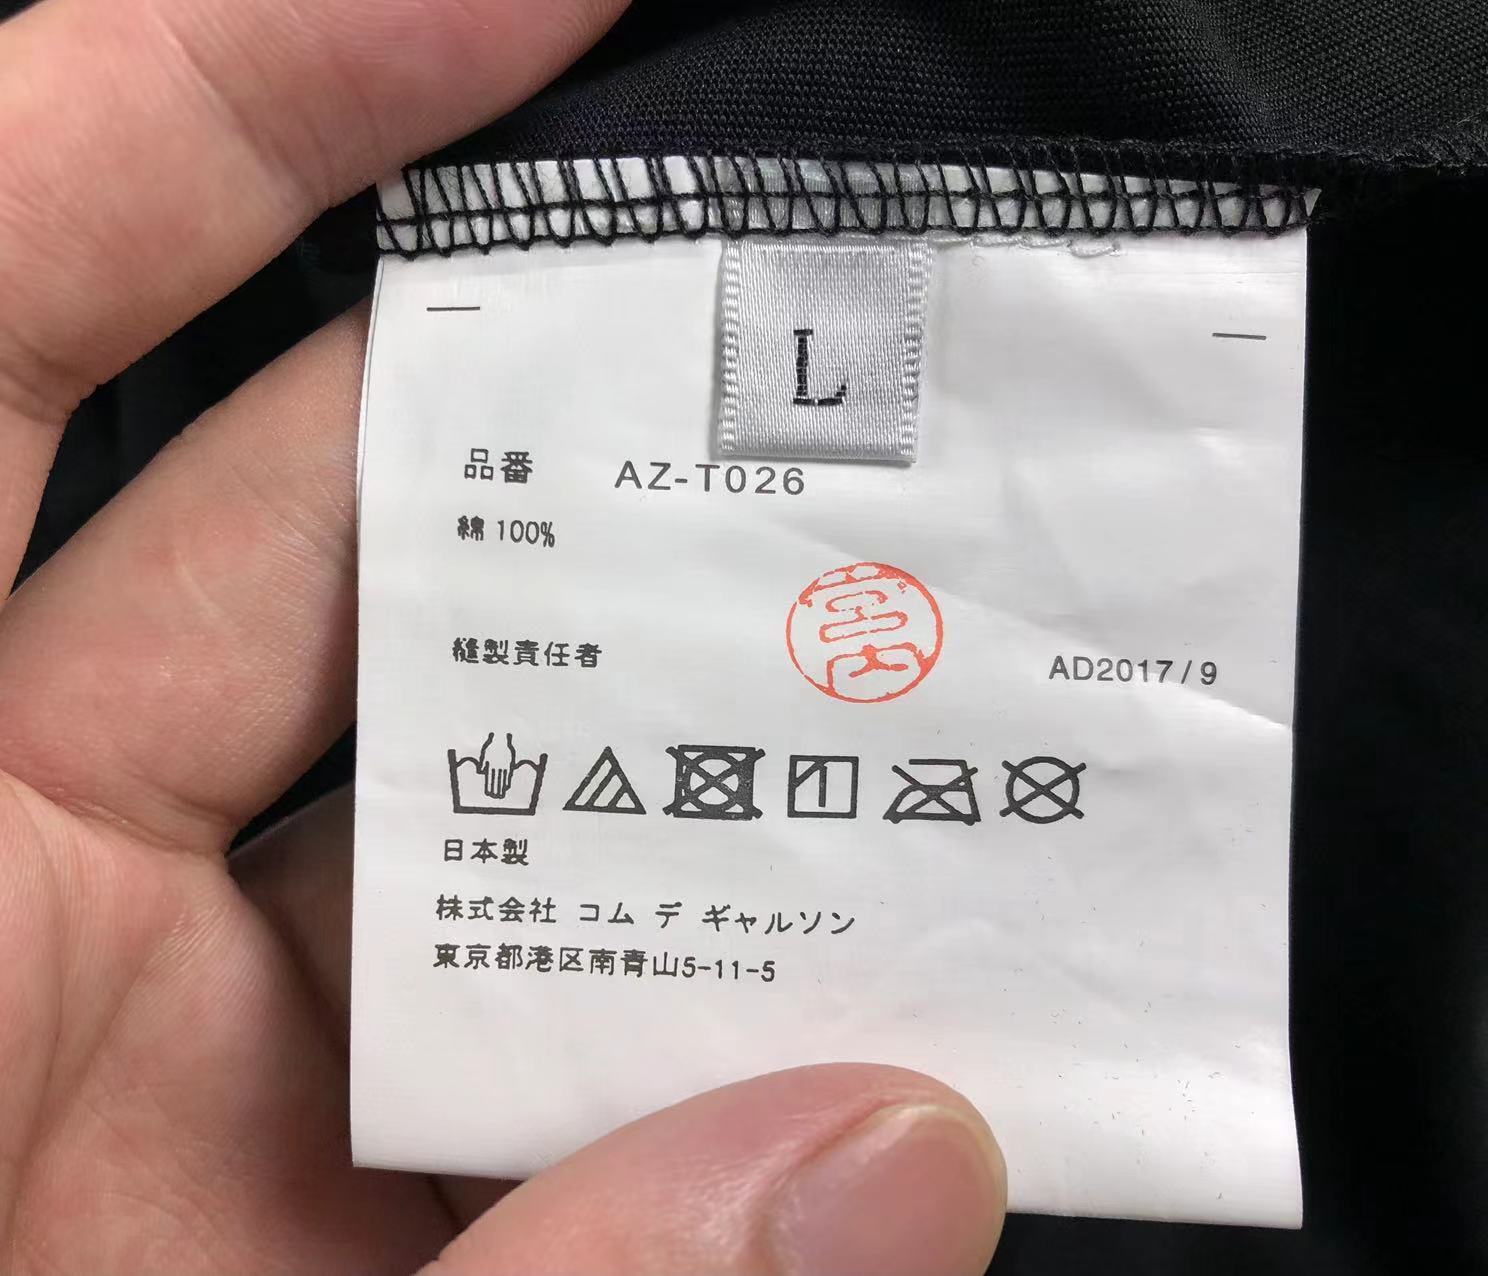 L
品番 AZ-T026
綿 100%
宮
縫製責任者 AD2017/9
日本製
株式会社 コム デ ギャルソン
東京都港区南青山5-11-5